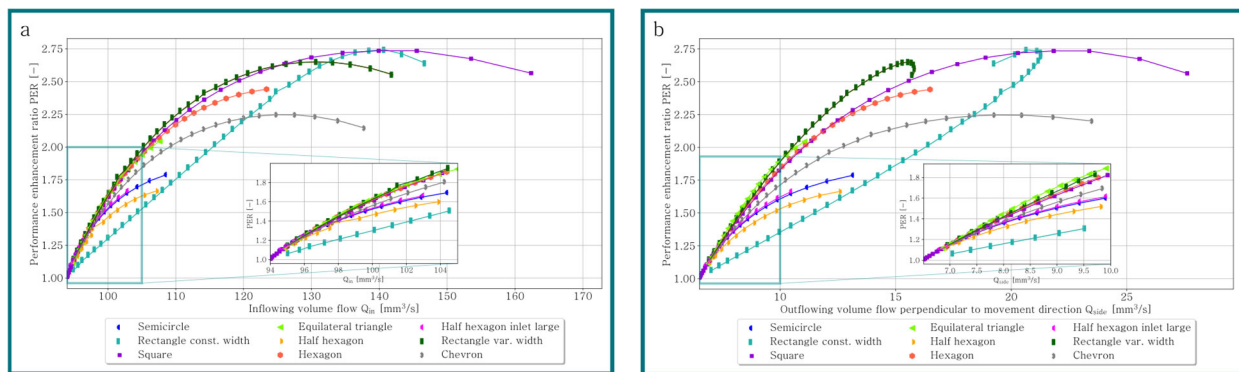 a
Performance enhancement ratio PER [−]
2.75
2.50
2.25
2.00
1.75
1.50
1.25
1.00
100
110
120
130
140
150
160
170
Inflowing volume flow Q_in [mm³/s]
PER [−]
1.8
1.6
1.4
1.2
1.0
94
96
98
100
102
104
Q_in [mm³/s]
Semicircle
Rectangle const. width
Square
Equilateral triangle
Half hexagon
Hexagon
Half hexagon inlet large
Rectangle var. width
Chevron
b
Performance enhancement ratio PER [−]
2.75
2.50
2.25
2.00
1.75
1.50
1.25
1.00
10
15
20
25
Outflowing volume flow perpendicular to movement direction Q_side [mm³/s]
PER [−]
1.8
1.6
1.4
1.2
1.0
7.0
7.5
8.0
8.5
9.0
9.5
10.0
Q_side [mm³/s]
Semicircle
Rectangle const. width
Square
Equilateral triangle
Half hexagon
Hexagon
Half hexagon inlet large
Rectangle var. width
Chevron